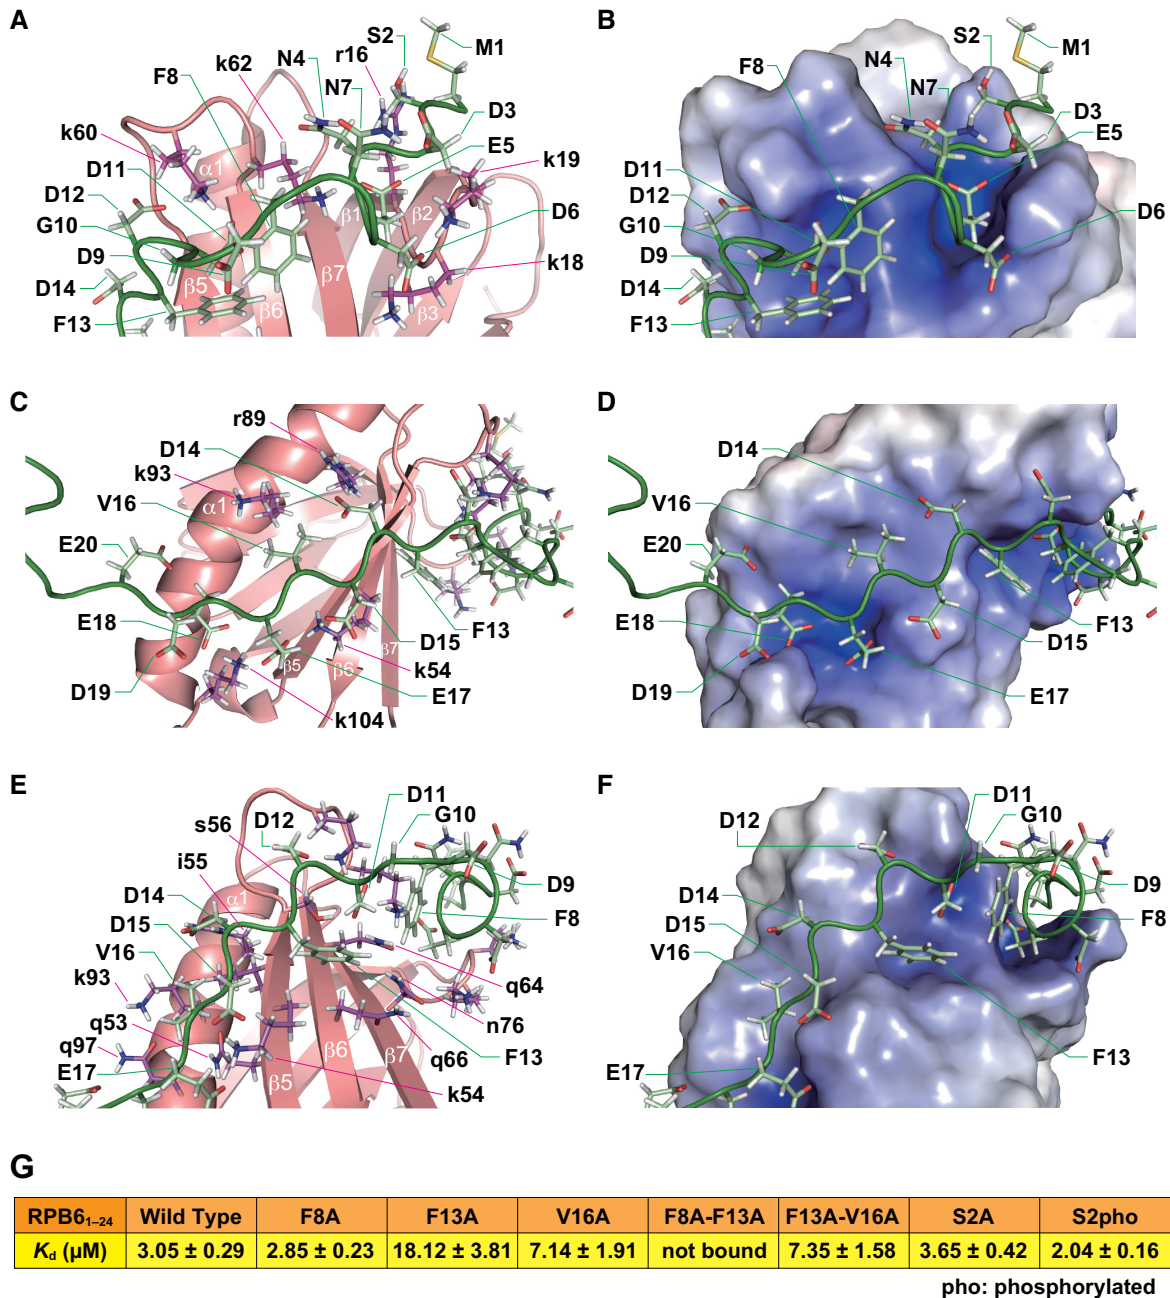 A
S2
M1
k62
N4
r16
F8
N7
D3
k60
E5
D11
k19
α1
D12
β1
β2
D6
G10
D9
β7
k18
D14
β5
β6
β3
F13
B
S2
M1
N4
F8
N7
D3
E5
D11
D12
D6
G10
D9
D14
F13
C
r89
D14
k93
α1
V16
E20
E18
F13
D15
β7
β5
β6
k54
D19
E17
k104
D
D14
V16
E20
E18
F13
D15
D19
E17
E
D11
D12
G10
s56
i55
D9
α1
D14
F8
D15
V16
q64
k93
n76
q53
β6
β7
q66
F13
q97
E17
β5
k54
F
D11
D12
G10
D9
D14
F8
D15
V16
F13
E17
G
RPB6₁₋₂₄ Wild Type F8A F13A V16A F8A-F13A F13A-V16A S2A S2pho
Kd (µM) 3.05 ± 0.29 2.85 ± 0.23 18.12 ± 3.81 7.14 ± 1.91 not bound 7.35 ± 1.58 3.65 ± 0.42 2.04 ± 0.16
pho: phosphorylated